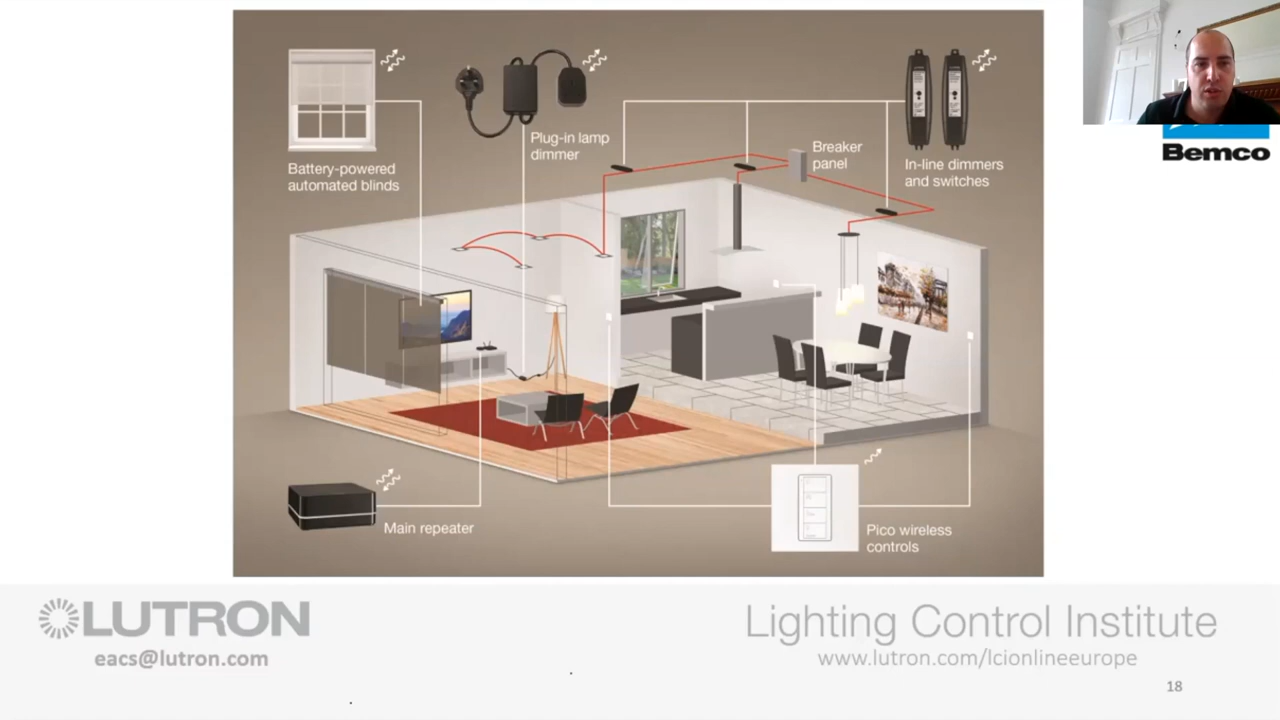 Battery-powered
automated blinds
Plug-in lamp
dimmer
Breaker
panel
In-line dimmers
and switches
Bemco
Main repeater
Pico wireless
controls
LUTRON
eacs@lutron.com
Lighting Control Institute
www.lutron.com/lcionlineeurope
18